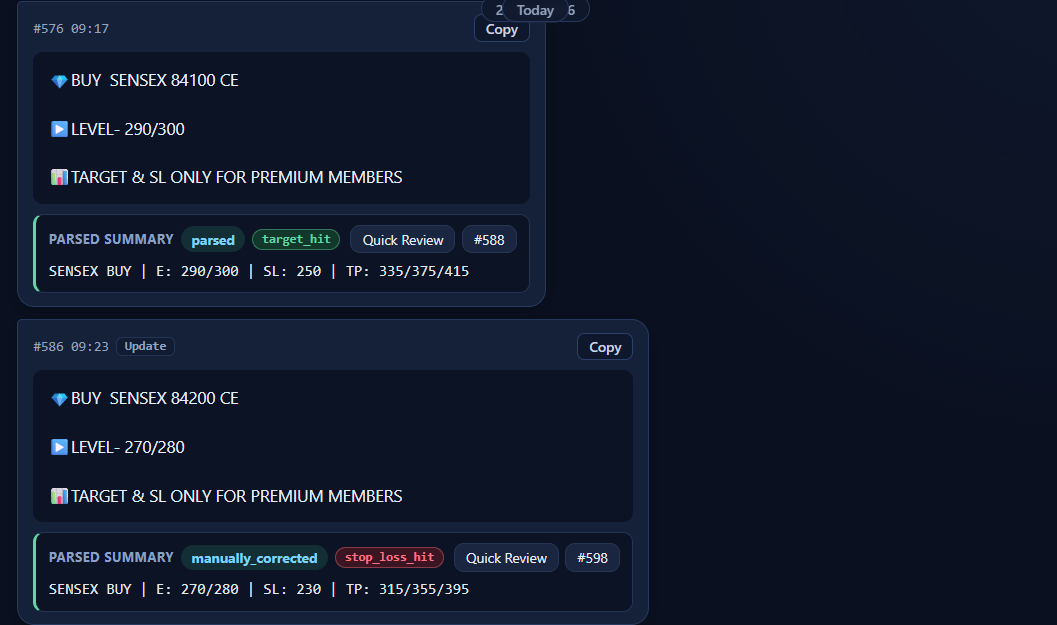 2 Today 6
#576 09:17 Copy
💎BUY  SENSEX 84100 CE
▶️LEVEL- 290/300
📊TARGET & SL ONLY FOR PREMIUM MEMBERS
PARSED SUMMARY parsed target_hit Quick Review #588
SENSEX BUY | E: 290/300 | SL: 250 | TP: 335/375/415
#586 09:23 Update Copy
💎BUY  SENSEX 84200 CE
▶️LEVEL- 270/280
📊TARGET & SL ONLY FOR PREMIUM MEMBERS
PARSED SUMMARY manually_corrected stop_loss_hit Quick Review #598
SENSEX BUY | E: 270/280 | SL: 230 | TP: 315/355/395